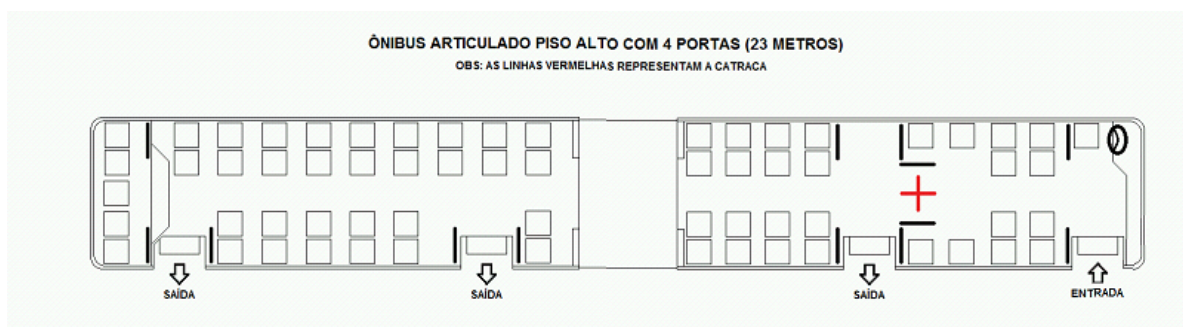 ÔNIBUS ARTICULADO PISO ALTO COM 4 PORTAS (23 METROS)
OBS: AS LINHAS VERMELHAS REPRESENTAM A CATRACA
SAÍDA
SAÍDA
SAÍDA
ENTRADA